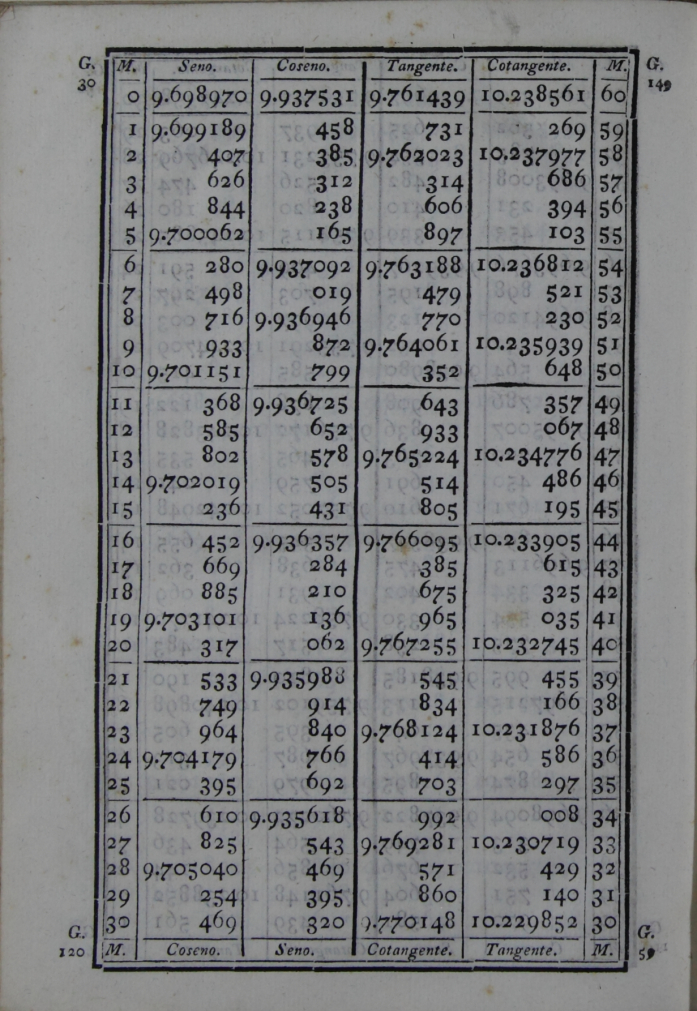 G. M. Seno. Coseno. Tangente. Cotangente. M. G.
30 0 9.698970 9.937531 9.761439 10.238561 60 149
1 9.699189 458 731 269 59
2 407 385 9.762023 10.237977 58
3 626 312 314 686 57
4 844 238 606 394 56
5 9.700062 165 897 103 55
6 280 9.937092 9.763188 10.236812 54
7 498 019 479 521 53
8 716 9.936946 770 230 52
9 933 872 9.764061 10.235939 51
10 9.701151 799 352 648 50
11 368 9.936725 643 357 49
12 585 652 933 067 48
13 802 578 9.765224 10.234776 47
14 9.702019 505 514 486 46
15 236 431 805 195 45
16 452 9.936357 9.766095 10.233905 44
17 669 284 385 615 43
18 885 210 675 325 42
19 9.703101 136 965 035 41
20 317 062 9.767255 10.232745 40
21 533 9.935988 545 455 39
22 749 914 834 166 38
23 964 840 9.768124 10.231876 37
24 9.704179 766 414 586 36
25 395 692 703 297 35
26 610 9.935618 992 008 34
27 825 543 9.769281 10.230719 33
28 9.705040 469 571 429 32
29 254 395 860 140 31
30 469 320 9.770148 10.229852 30
G. M. Coseno. Seno. Cotangente. Tangente. M. G.
120 59